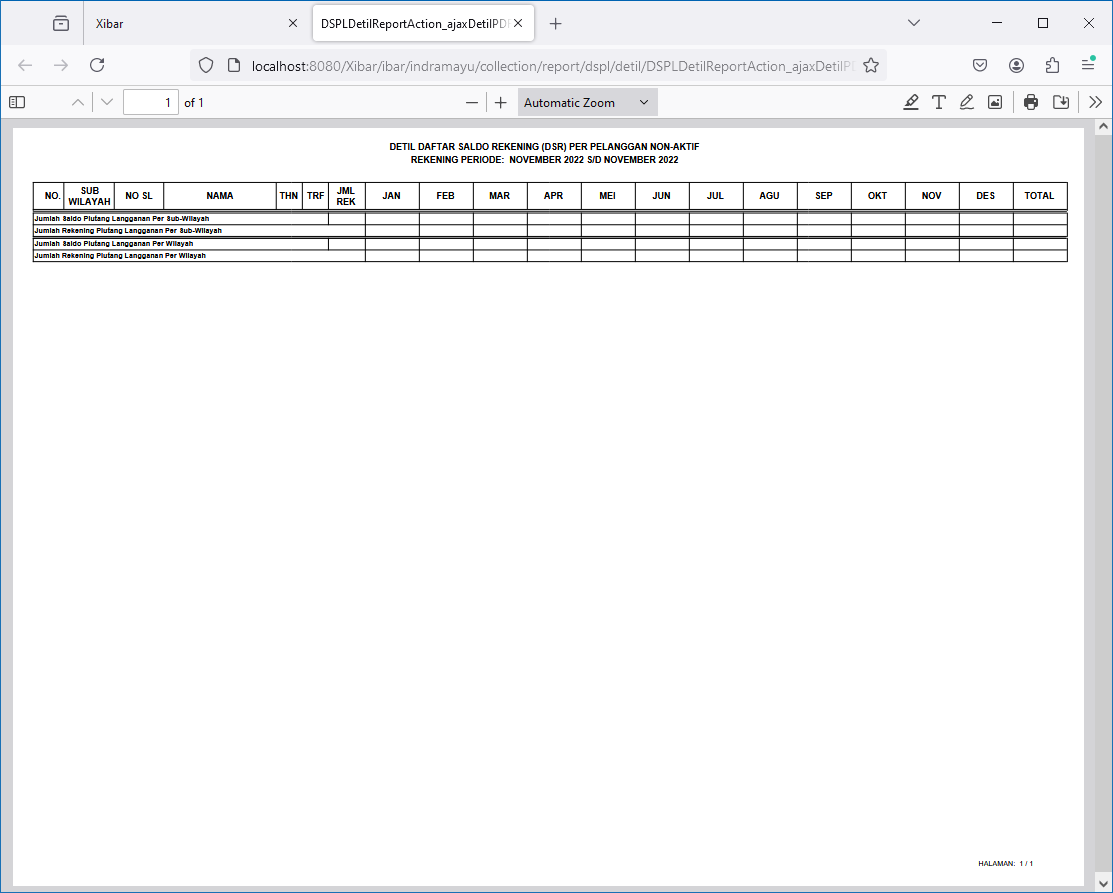 Xibar
DSPLDetilReportAction_ajaxDetilPD
localhost:8080/Xibar/ibar/indramayu/collection/report/dspl/detil/DSPLDetilReportAction_ajaxDetilP
1 of 1
Automatic Zoom
DETIL DAFTAR SALDO REKENING (DSR) PER PELANGGAN NON-AKTIF
REKENING PERIODE: NOVEMBER 2022 S/D NOVEMBER 2022
NO. SUB WILAYAH NO SL NAMA THN TRF JML REK JAN FEB MAR APR MEI JUN JUL AGU SEP OKT NOV DES TOTAL
Jumlah Saldo Piutang Langganan Per Sub-Wilayah
Jumlah Rekening Piutang Langganan Per Sub-Wilayah
Jumlah Saldo Piutang Langganan Per Wilayah
Jumlah Rekening Piutang Langganan Per Wilayah
HALAMAN: 1 / 1